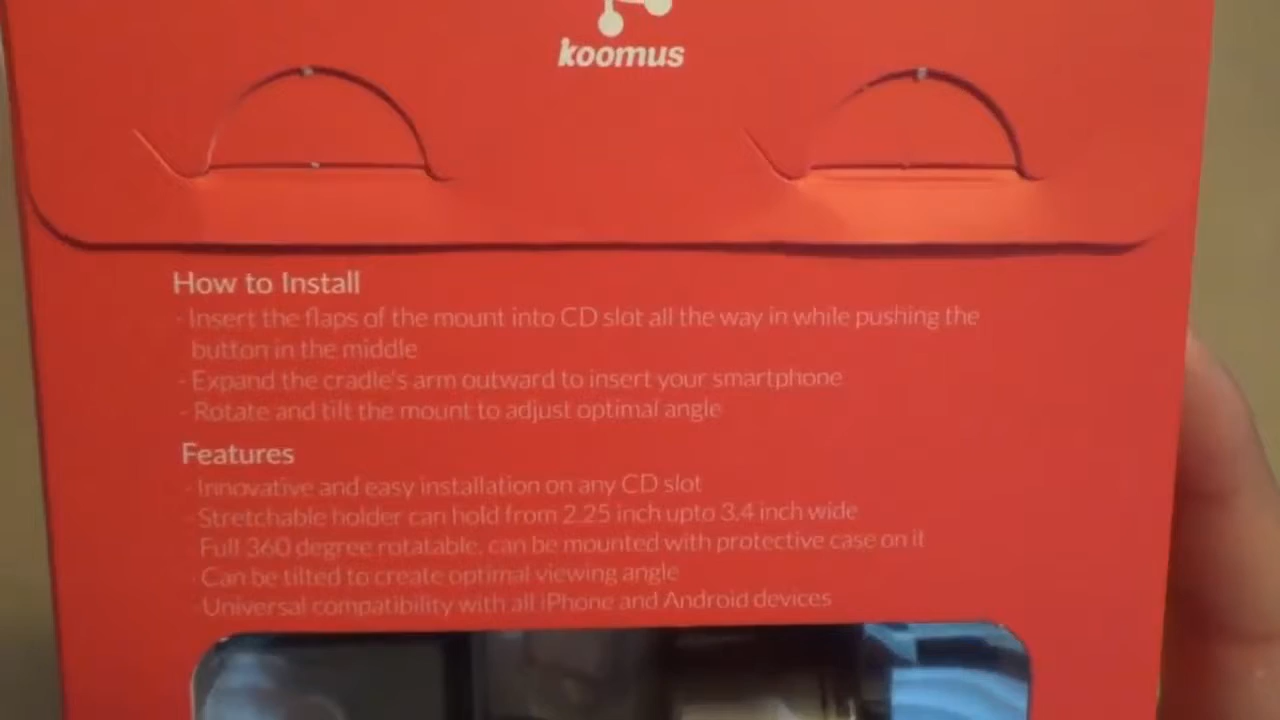 koomus
How to Install
- Insert the flaps of the mount into CD slot all the way in while pushing the
button in the middle
- Expand the cradle's arm outward to insert your smartphone
- Rotate and tilt the mount to adjust optimal angle
Features
- Innovative and easy installation on any CD slot
- Stretchable holder can hold from 2.25 inch upto 3.4 inch wide
- Full 360 degree rotatable, can be mounted with protective case on it
- Can be tilted to create optimal viewing angle
- Universal compatibility with all iPhone and Android devices